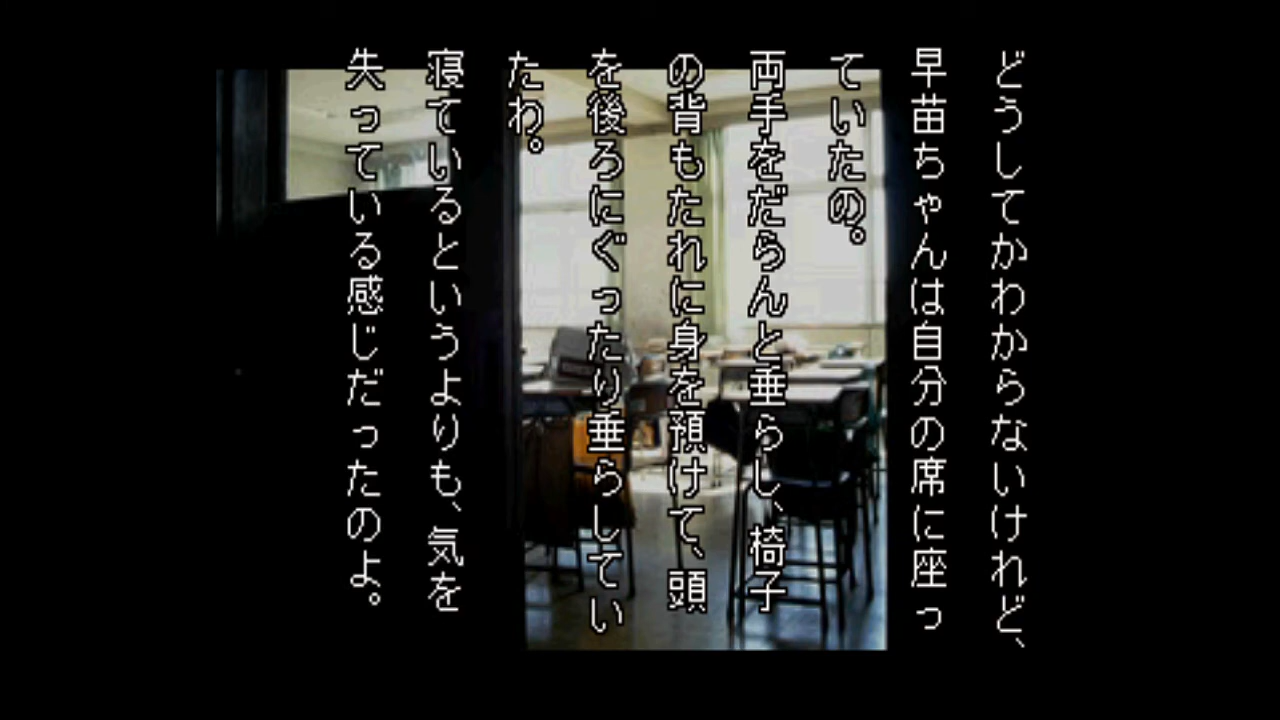 どうしてかわからないけれど、
早苗ちゃんは自分の席に座っ
ていたの。
両手をだらんと垂らし、椅子
の背もたれに身を預けて、頭
を後ろにぐったり垂らしてい
たわ。
寝ているというよりも、気を
失っている感じだったのよ。